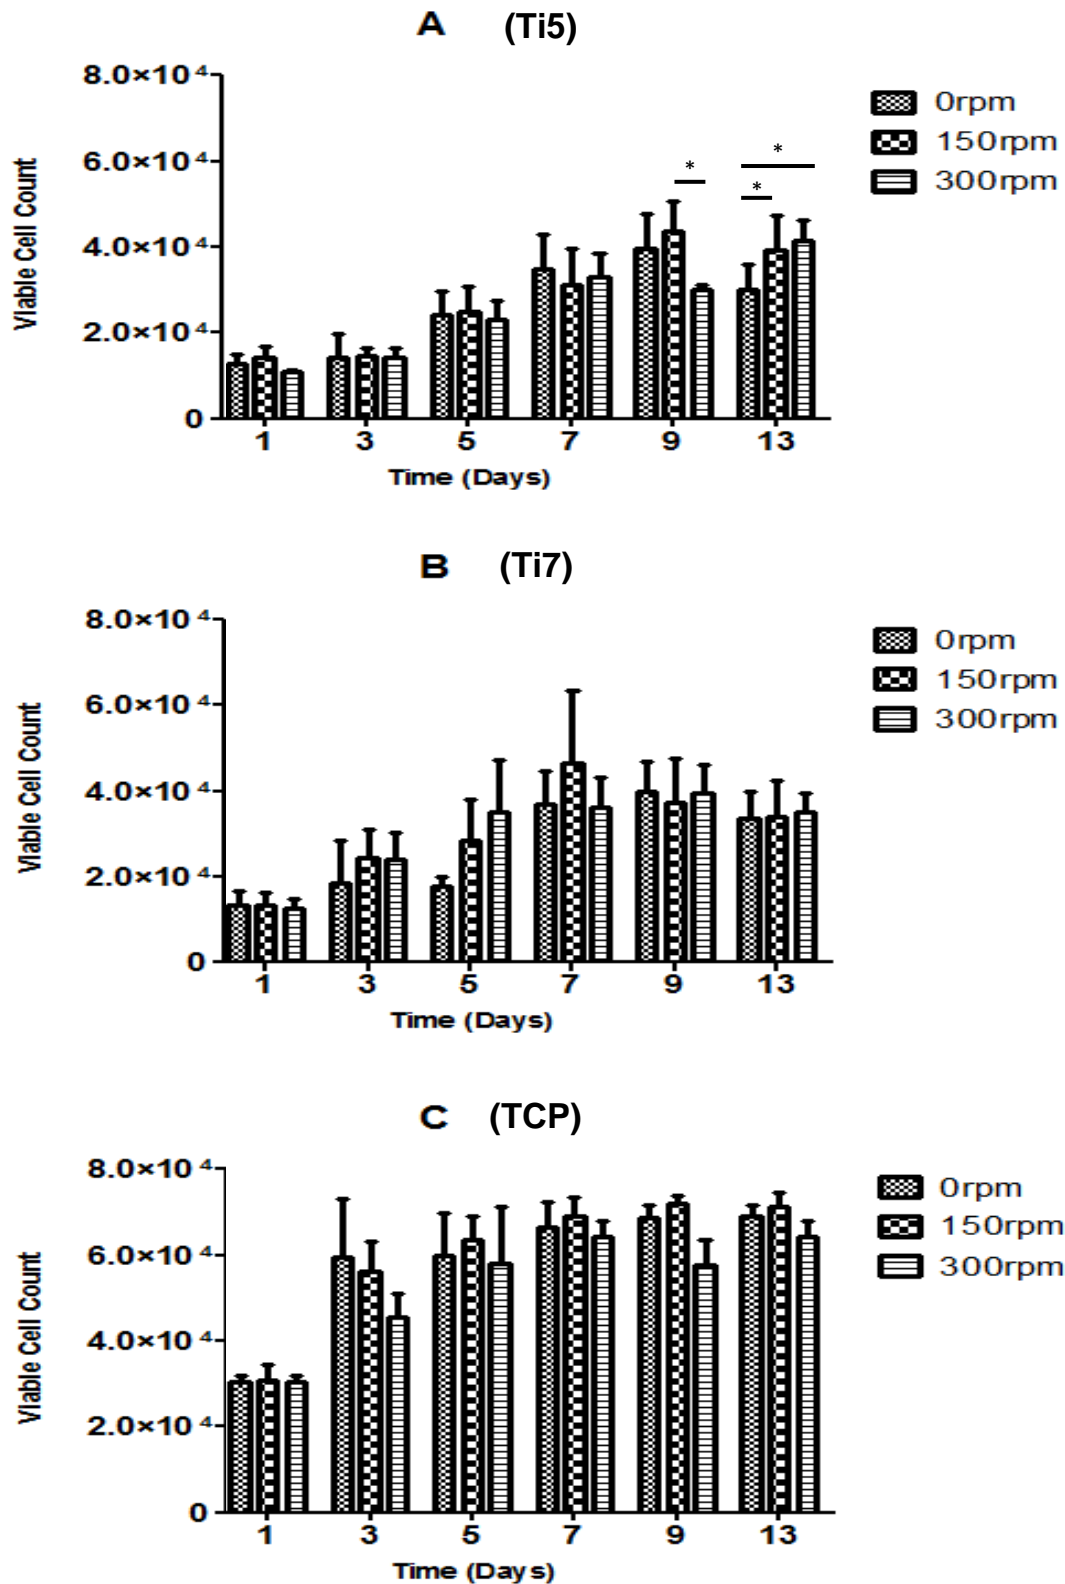 A (Ti5)
8.0×10⁴
6.0×10⁴
4.0×10⁴
2.0×10⁴
0
Viable Cell Count
0rpm
150rpm
300rpm
*
*
*
1 3 5 7 9 13
Time (Days)
B (Ti7)
8.0×10⁴
6.0×10⁴
4.0×10⁴
2.0×10⁴
0
Viable Cell Count
0rpm
150rpm
300rpm
1 3 5 7 9 13
Time (Days)
C (TCP)
8.0×10⁴
6.0×10⁴
4.0×10⁴
2.0×10⁴
0
Viable Cell Count
0rpm
150rpm
300rpm
1 3 5 7 9 13
Time (Days)